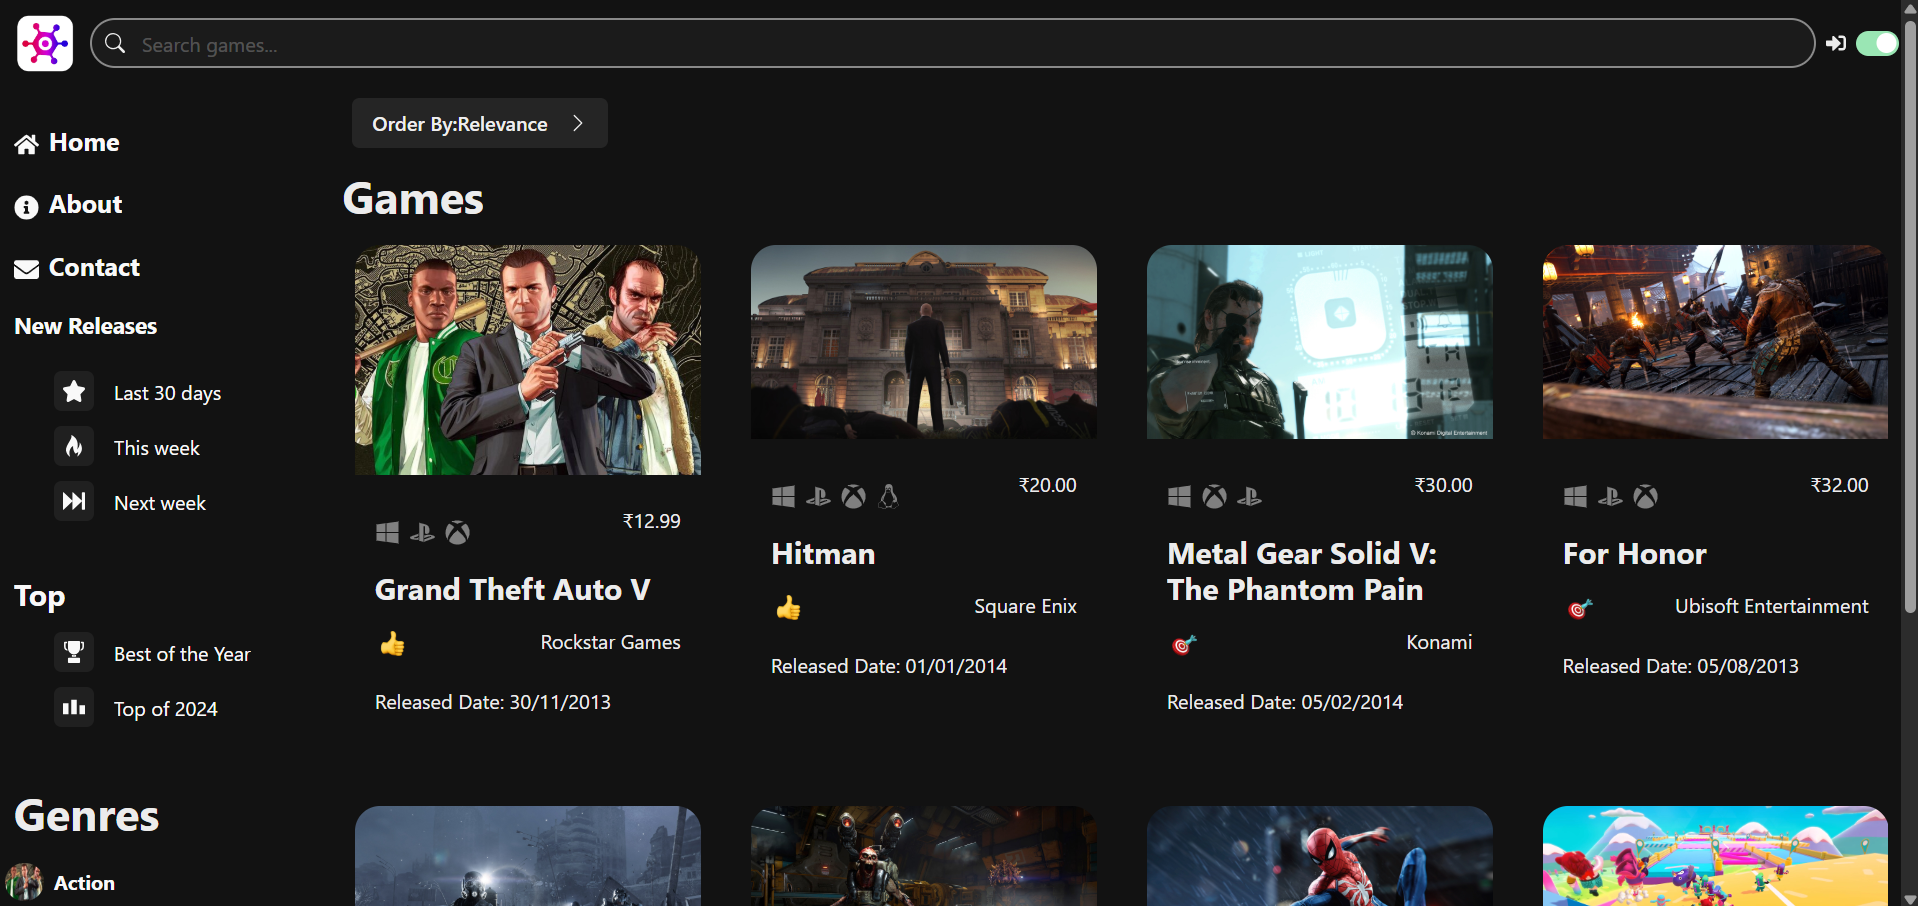 Search games...
Home
About
Contact
New Releases
Last 30 days
This week
Next week
Top
Best of the Year
Top of 2024
Genres
Action
Order By:Relevance
Games
₹12.99
Grand Theft Auto V
Rockstar Games
Released Date: 30/11/2013
₹20.00
Hitman
Square Enix
Released Date: 01/01/2014
© Konami Digital Entertainment
₹30.00
Metal Gear Solid V:
The Phantom Pain
Konami
Released Date: 05/02/2014
₹32.00
For Honor
Ubisoft Entertainment
Released Date: 05/08/2013